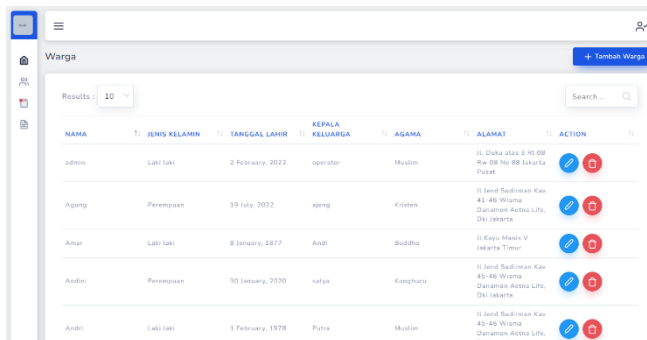 Warga
+ Tambah Warga
Results : 10
Search...
NAMA JENIS KELAMIN TANGGAL LAHIR KEPALA KELUARGA AGAMA ALAMAT ACTION
admin Laki laki 2 February, 2022 operator Muslim Jl. Duku atas 3 Rt 08 Rw 08 No 88 Jakarta Pusat
Agung Perempuan 19 July, 2022 ajeng Kristen Jl Jend Sudirman Kav 41-46 Wisma Danamon Aetna Life, Dki Jakarta
Amar Laki laki 8 January, 1977 Andi Buddha Jl.Kayu Manis V Jakarta Timur
Andini Perempuan 30 January, 2020 satya Konghucu Jl Jend Sudirman Kav 45-46 Wisma Danamon Aetna Life, Dki Jakarta
Andri Laki laki 1 February, 1978 Putra Muslim Jl Jend Sudirman Kav 45-46 Wisma Danamon Aetna Life,